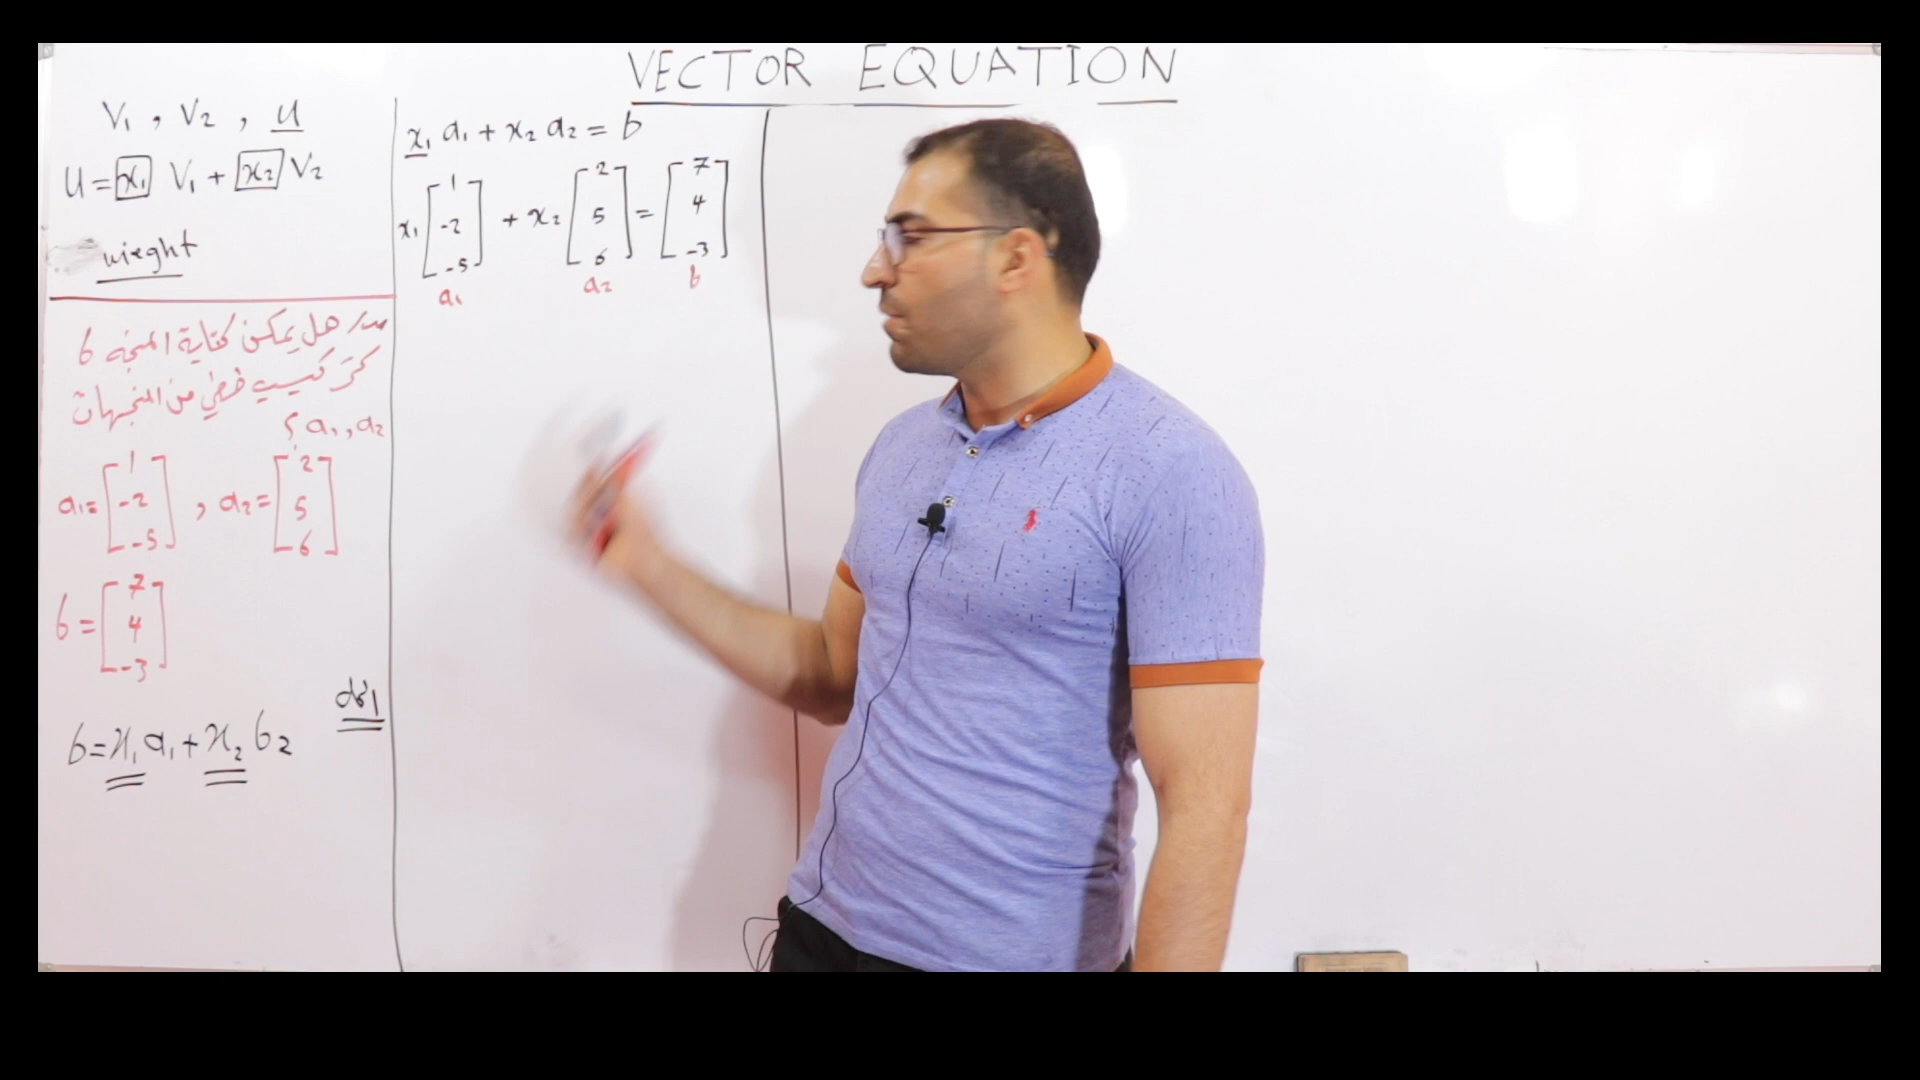 VECTOR EQUATION
V₁ , V₂ , u
u = x₁ V₁ + x₂ V₂
wieght
هل يمكن كتابة المتجه b
كتركيب خطي من المتجهات
a₁ , a₂ ؟
a₁ = [1 -2 -5] , a₂ = [2 5 6]
b = [7 4 -3]
b = x₁ a₁ + x₂ b₂
x₁ a₁ + x₂ a₂ = b
x₁ [1 -2 -5] + x₂ [2 5 6] = [7 4 -3]
a₁ a₂ b